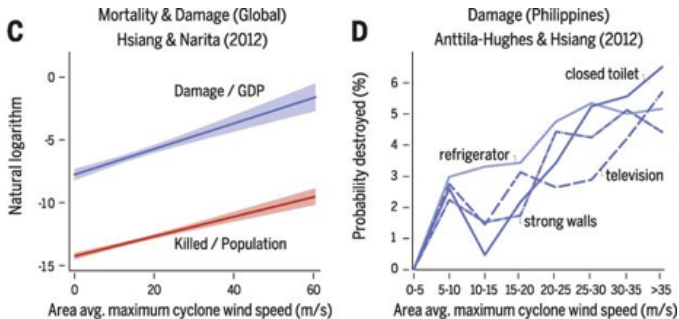 C
Mortality & Damage (Global)
Hsiang & Narita (2012)
Natural logarithm
0
-5
-10
-15
Damage / GDP
Killed / Population
0
20
40
60
Area avg. maximum cyclone wind speed (m/s)
D
Damage (Philippines)
Anttila-Hughes & Hsiang (2012)
Probability destroyed (%)
6
5
4
3
2
1
0
closed toilet
refrigerator
television
strong walls
0-5
5-10
10-15
15-20
20-25
25-30
30-35
>35
Area avg. maximum cyclone wind speed (m/s)